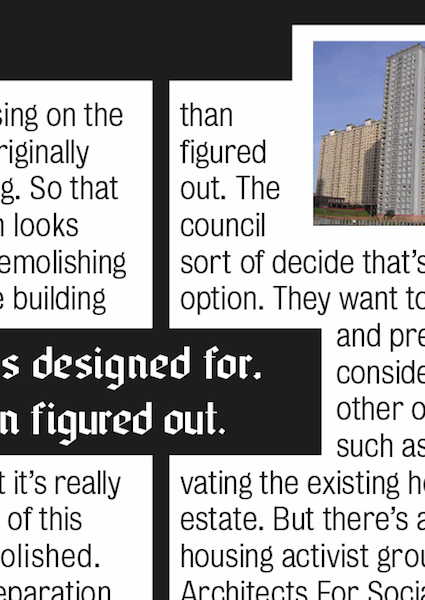 sing on the
riginally
g. So that
n looks
emolishing
e building
s designed for,
n figured out.
t it's really
of this
olished.
eparation
than
figured
out. The
council
sort of decide that's
option. They want to
and pre
conside
other o
such as
vating the existing ho
estate. But there's a
housing activist grou
Architects For Socia